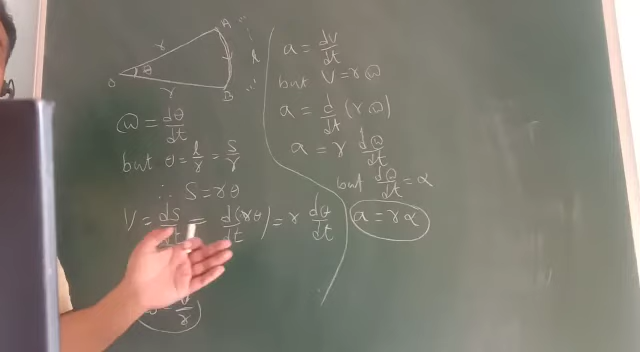 A
r
l
θ
O
r
B
ω = dθ/dt
but θ = l/r = S/r
∴ S = rθ
V = dS/dt = d(rθ)/dt = r dθ/dt
a = dv/dt
but V = rω
a = d/dt (rω)
a = r dω/dt
but dω/dt = α
a = rα